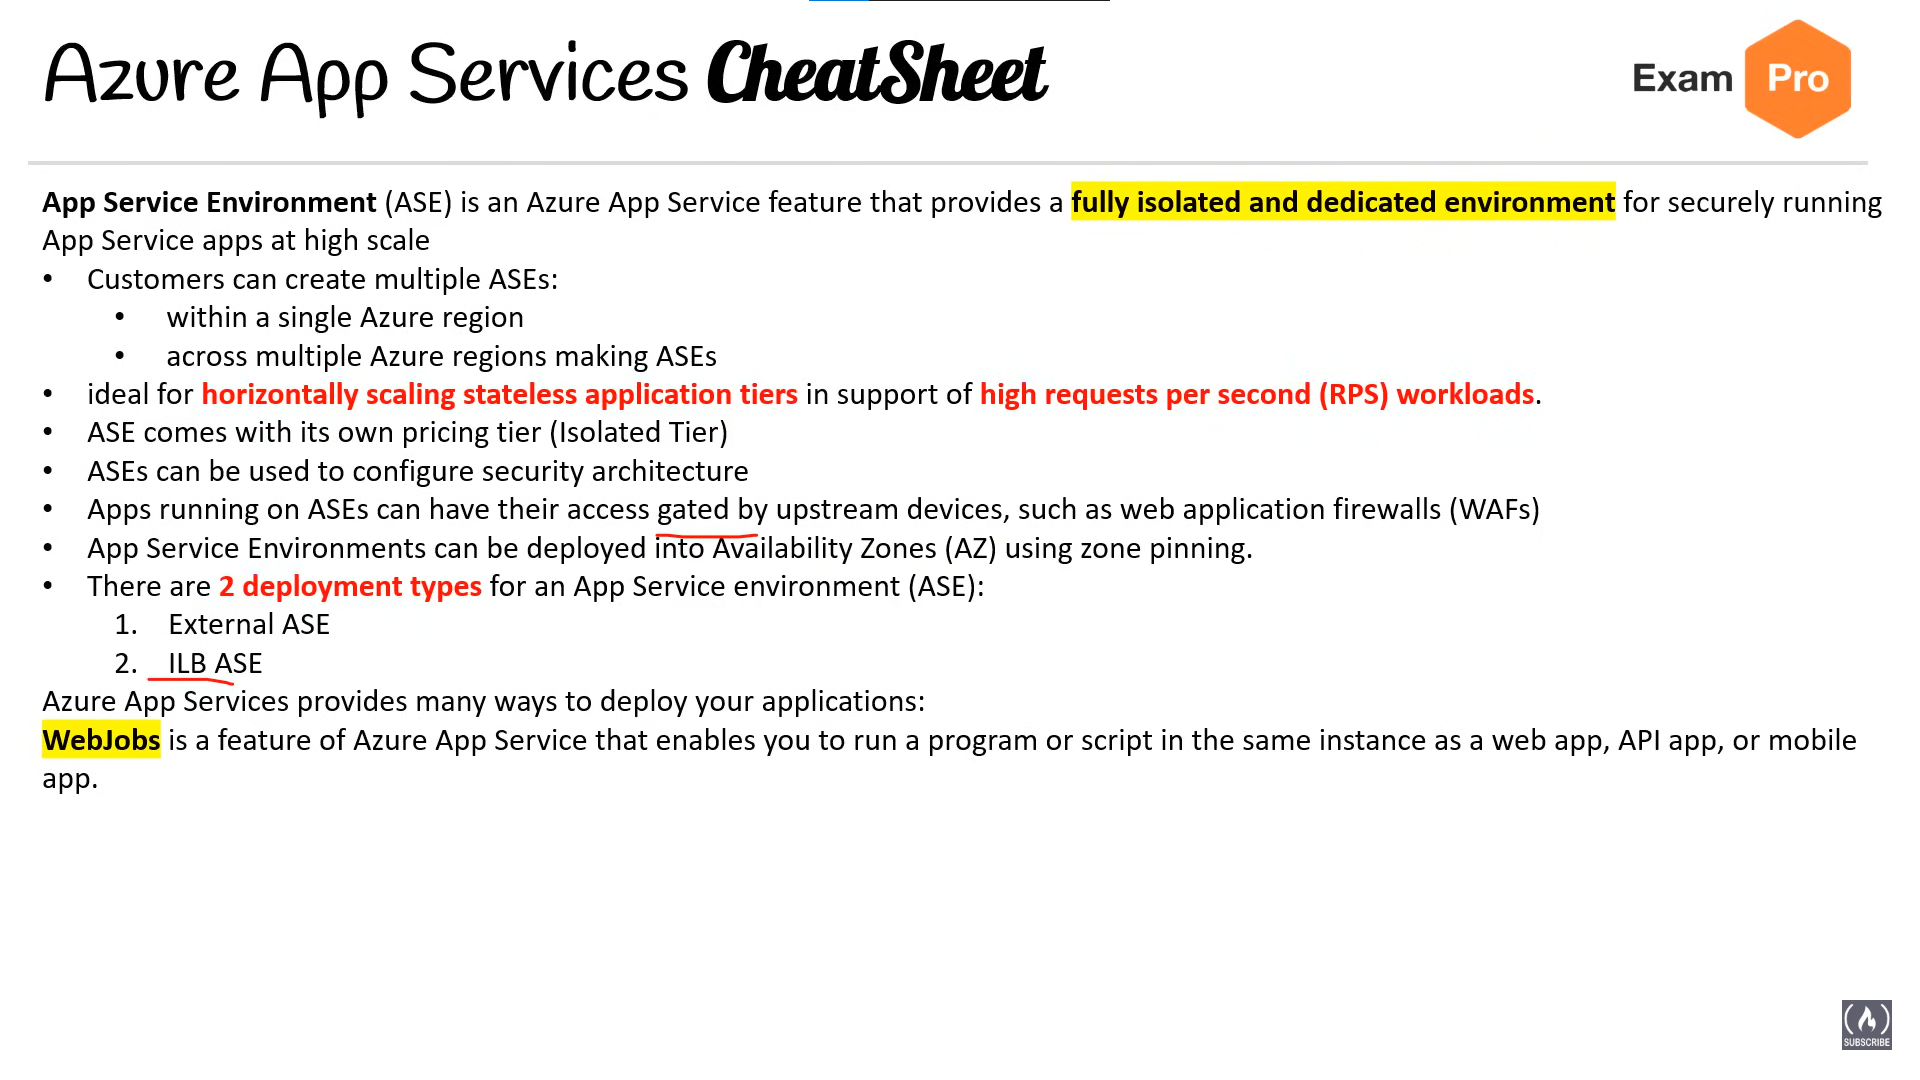 Azure App Services CheatSheet
Exam Pro
App Service Environment (ASE) is an Azure App Service feature that provides a fully isolated and dedicated environment for securely running
App Service apps at high scale
• Customers can create multiple ASEs:
• within a single Azure region
• across multiple Azure regions making ASEs
• ideal for horizontally scaling stateless application tiers in support of high requests per second (RPS) workloads.
• ASE comes with its own pricing tier (Isolated Tier)
• ASEs can be used to configure security architecture
• Apps running on ASEs can have their access gated by upstream devices, such as web application firewalls (WAFs)
• App Service Environments can be deployed into Availability Zones (AZ) using zone pinning.
• There are 2 deployment types for an App Service environment (ASE):
1. External ASE
2. ILB ASE
Azure App Services provides many ways to deploy your applications:
WebJobs is a feature of Azure App Service that enables you to run a program or script in the same instance as a web app, API app, or mobile
app.
SUBSCRIBE